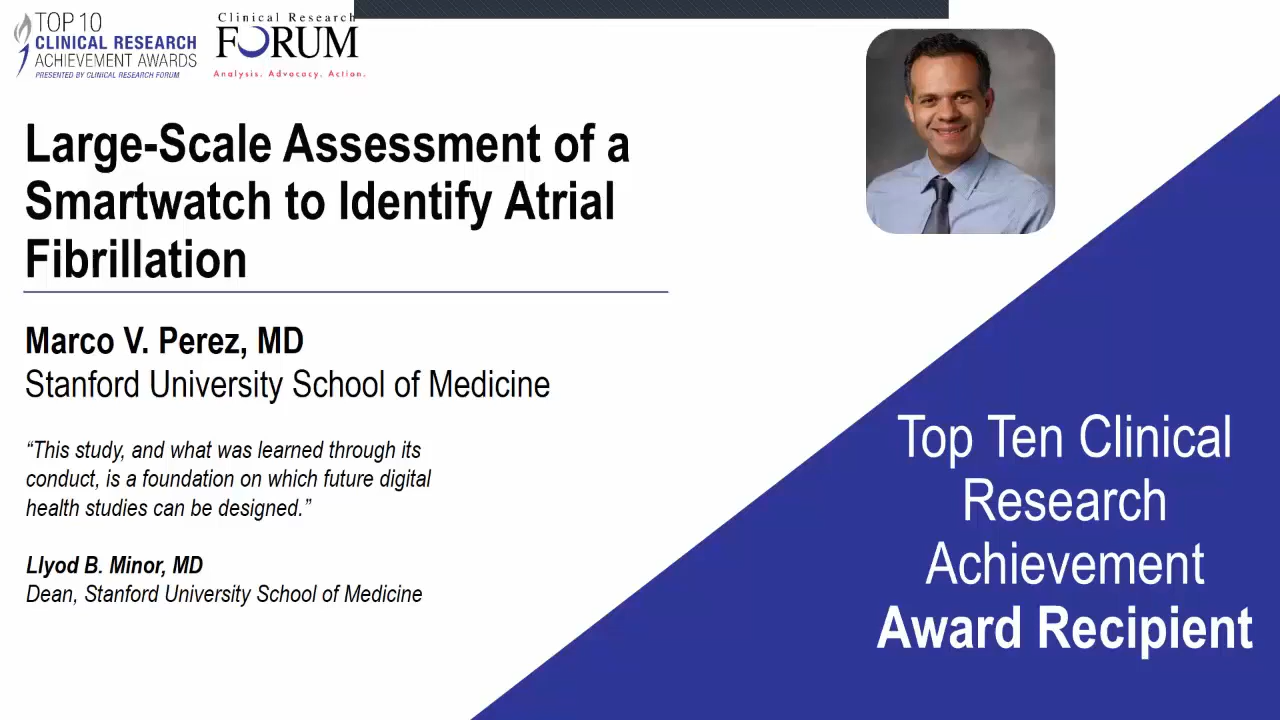 TOP 10
CLINICAL RESEARCH
ACHIEVEMENT AWARDS
PRESENTED BY CLINICAL RESEARCH FORUM
Clinical Research
FORUM
Analysis. Advocacy. Action.
Large-Scale Assessment of a
Smartwatch to Identify Atrial
Fibrillation
Marco V. Perez, MD
Stanford University School of Medicine
“This study, and what was learned through its
conduct, is a foundation on which future digital
health studies can be designed.”
Llyod B. Minor, MD
Dean, Stanford University School of Medicine
Top Ten Clinical
Research
Achievement
Award Recipient